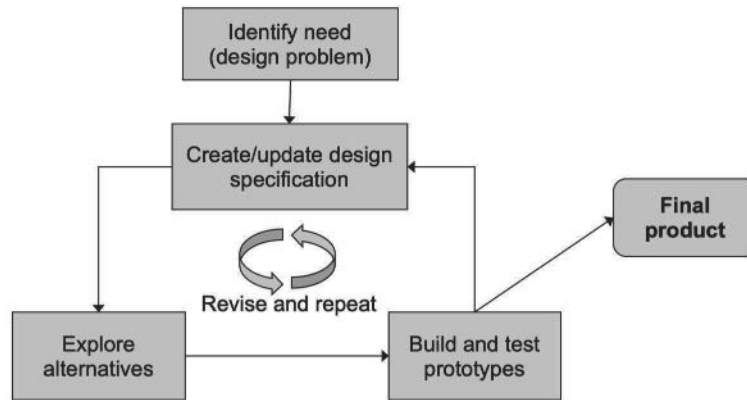 Identify need
(design problem)
Create/update design
specification
Final
product
Revise and repeat
Explore
alternatives
Build and test
prototypes